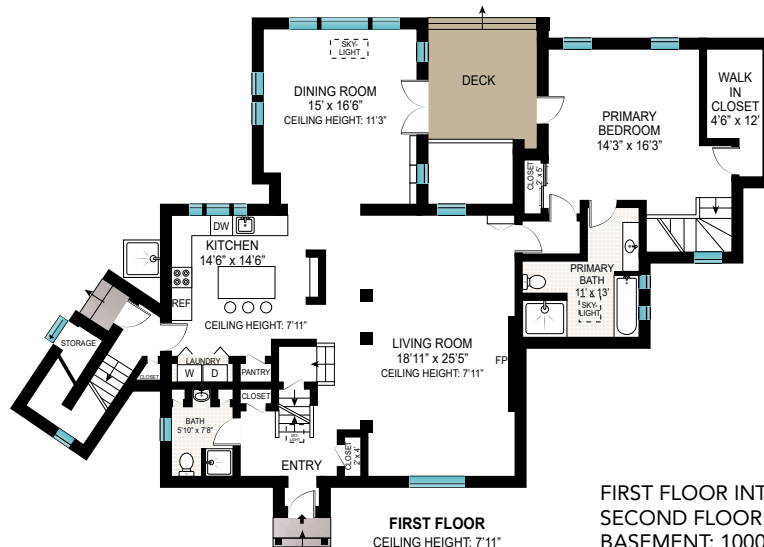 SKY-
LIGHT
DECK
DINING ROOM
15' x 16'6"
CEILING HEIGHT: 11'3"
WALK
IN
CLOSET
4'6" x 12'
PRIMARY
BEDROOM
14'3" x 16'3"
CLOSET
2' x 5'
DW
KITCHEN
14'6" x 14'6"
REF
CEILING HEIGHT: 7'11"
PRIMARY
BATH
11' x 13'
SKY-
LIGHT
STORAGE
LIVING ROOM
18'11" x 25'5"
CEILING HEIGHT: 7'11"
FP
LAUNDRY
W
D
PANTRY
CLOSET
CLOSET
BATH
5'10" x 7'8"
SKY
LIGHT
ENTRY
CLOSET
2' x 4'
FIRST FLOOR
CEILING HEIGHT: 7'11"
FIRST FLOOR INT
SECOND FLOOR
BASEMENT: 1000